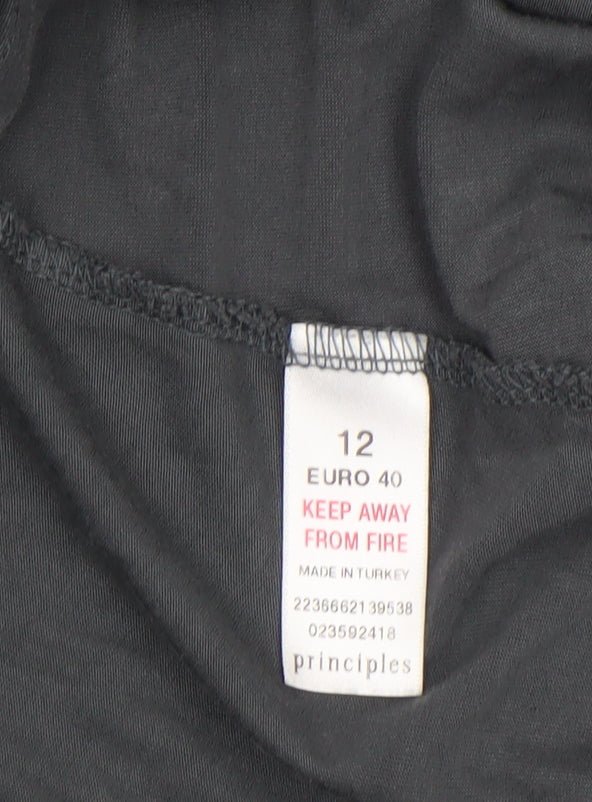 12
EURO 40
KEEP AWAY
FROM FIRE
MADE IN TURKEY
2236662139538
023592418
principles